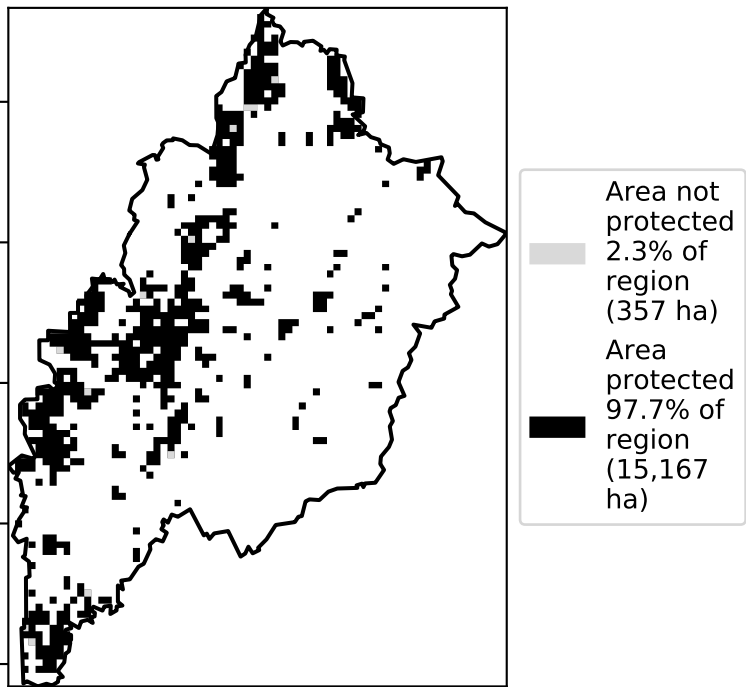 Area not
protected
2.3% of
region
(357 ha)
Area
protected
97.7% of
region
(15,167
ha)